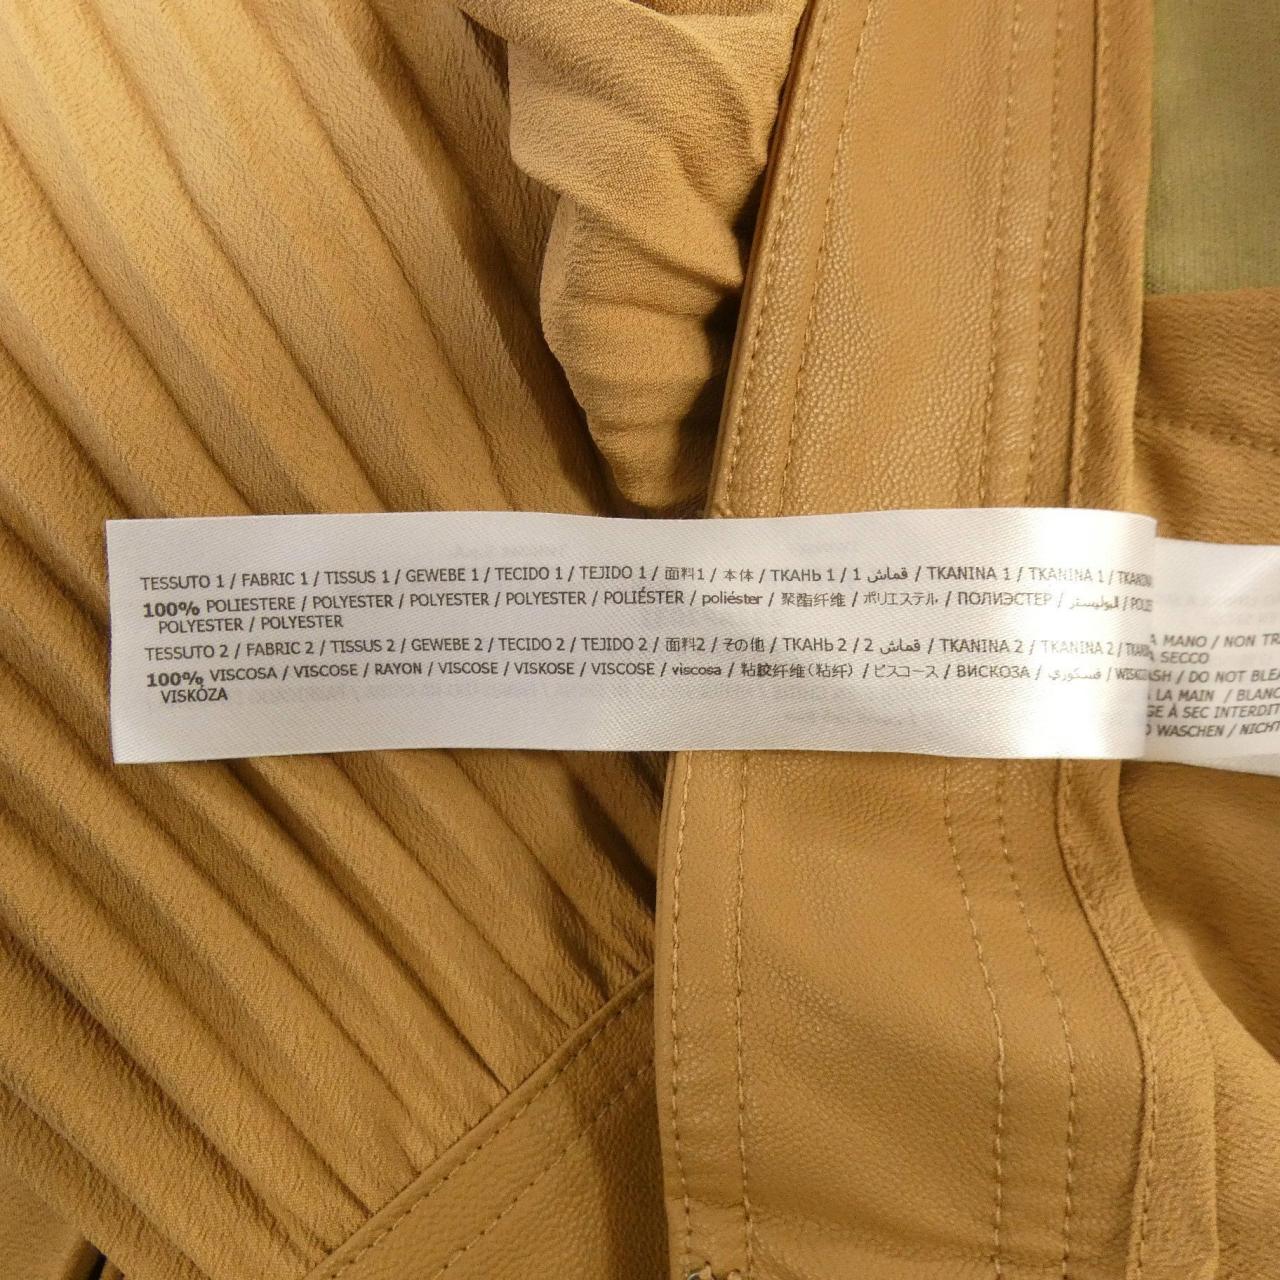 TESSUTO 1 / FABRIC 1 / TISSUS 1 / GEWEBE 1 / TECIDO 1 / TEJIDO 1 / 面料1 / 本体 / ТКАНЬ 1 / قماش 1 / TKANINA 1 / TKANINA 1 /
100% POLIESTERE / POLYESTER / POLYESTER / POLYESTER / POLIÉSTER / poliéster / 聚酯纤维 / ポリエステル / ПОЛИЭСТЕР / البوليستر /
POLYESTER / POLYESTER
TESSUTO 2 / FABRIC 2 / TISSUS 2 / GEWEBE 2 / TECIDO 2 / TEJIDO 2 / 面料2 / その他 / ТКАНЬ 2 / قماش 2 / TKANINA 2 / TKANINA 2 /
100% VISCOSA / VISCOSE / RAYON / VISCOSE / VISKOSE / VISCOSE / viscosa / 粘胶纤维(粘纤) / ビスコース / ВИСКОЗА / فسكوزي /
VISKÓZA
A MANO / NON
A SECCO
/ DO NOT
LA MAIN /
À SEC
WASCHEN /